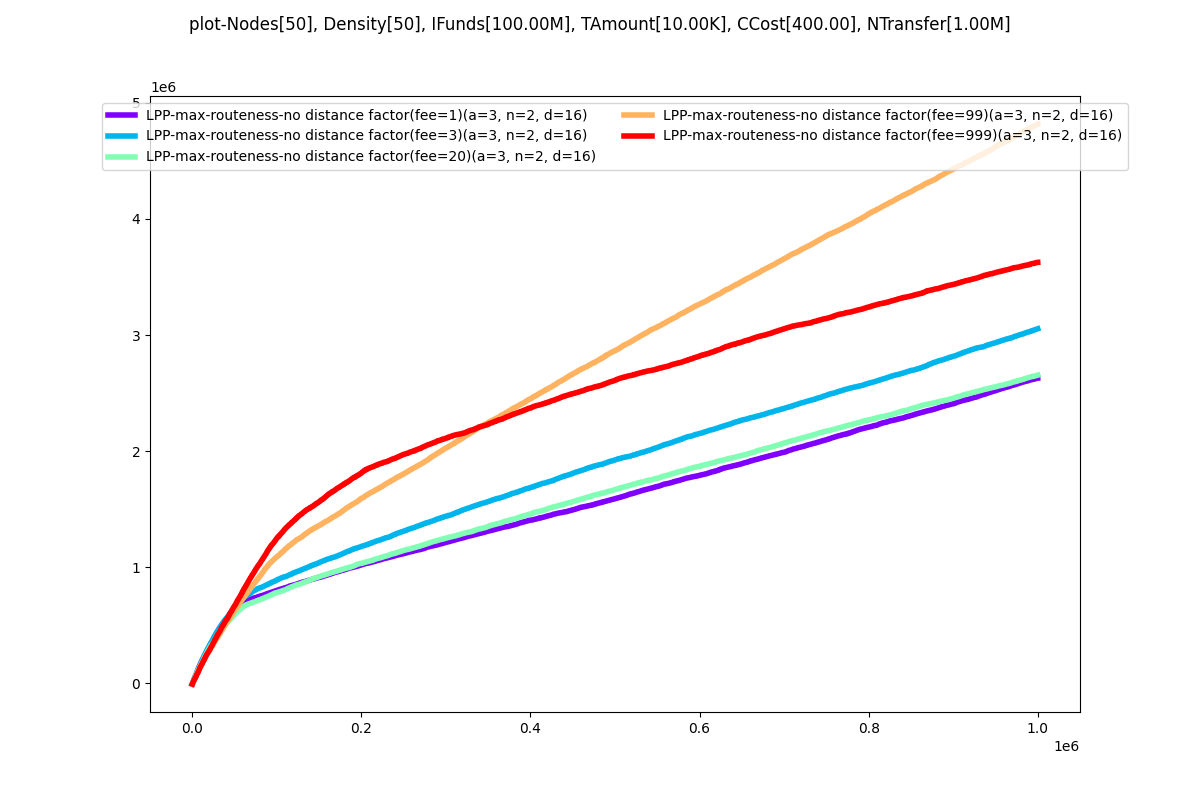 plot-Nodes[50], Density[50], IFunds[100.00M], TAmount[10.00K], CCost[400.00], NTransfer[1.00M]
1e6
5
LPP-max-routeness-no distance factor(fee=1)(a=3, n=2, d=16)
LPP-max-routeness-no distance factor(fee=3)(a=3, n=2, d=16)
LPP-max-routeness-no distance factor(fee=20)(a=3, n=2, d=16)
LPP-max-routeness-no distance factor(fee=99)(a=3, n=2, d=16)
LPP-max-routeness-no distance factor(fee=999)(a=3, n=2, d=16)
4
3
2
1
0
0.0 0.2 0.4 0.6 0.8 1.0
1e6